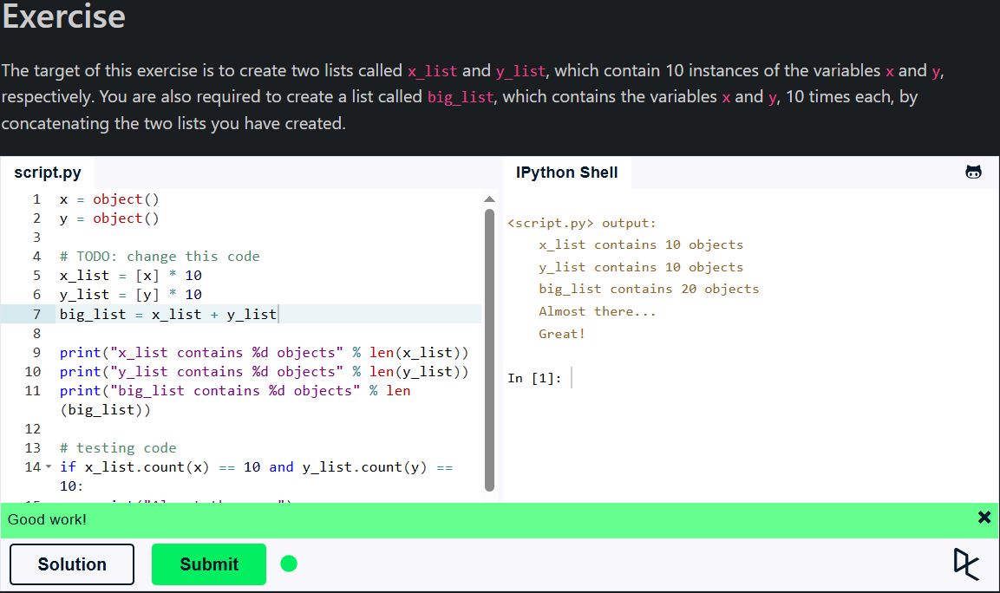 Exercise
The target of this exercise is to create two lists called x_list and y_list, which contain 10 instances of the variables x and y,
respectively. You are also required to create a list called big_list, which contains the variables x and y, 10 times each, by
concatenating the two lists you have created.
script.py
1 x = object()
2 y = object()
3
4 # TODO: change this code
5 x_list = [x] * 10
6 y_list = [y] * 10
7 big_list = x_list + y_list
8
9 print("x_list contains %d objects" % len(x_list))
10 print("y_list contains %d objects" % len(y_list))
11 print("big_list contains %d objects" % len
(big_list))
12
13 # testing code
14 if x_list.count(x) == 10 and y_list.count(y) ==
10:
IPython Shell
<script.py> output:
x_list contains 10 objects
y_list contains 10 objects
big_list contains 20 objects
Almost there...
Great!
In [1]:
Good work!
Solution
Submit